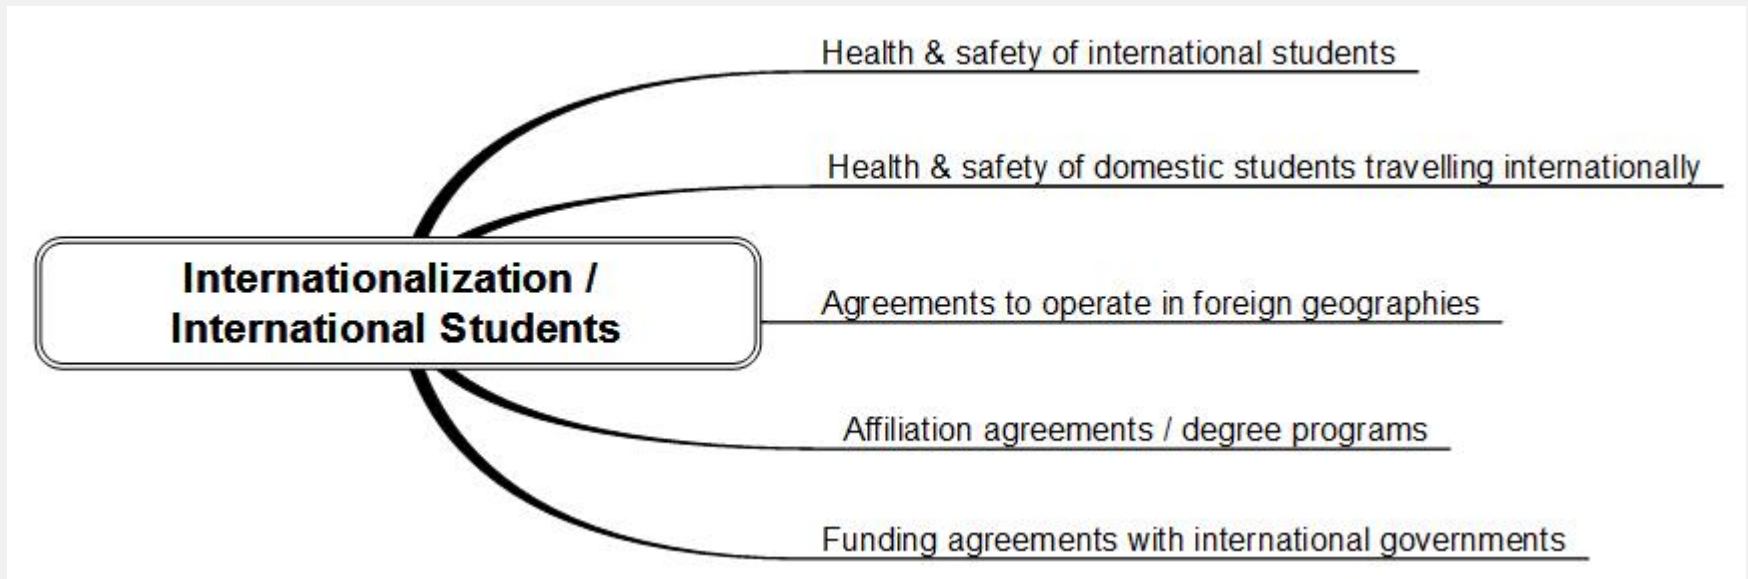 Health & safety of international students
Health & safety of domestic students travelling internationally
Internationalization /
International Students
Agreements to operate in foreign geographies
Affiliation agreements / degree programs
Funding agreements with international governments